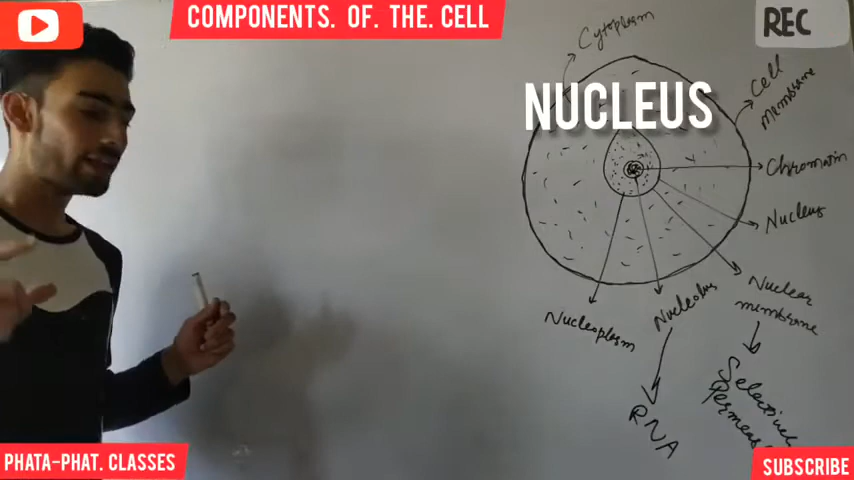 COMPONENTS. OF. THE. CELL
REC
Cytoplasm
NUCLEUS
Cell
membrane
Chromatin
Nucleus
Nuclear
membrane
Nucleolus
Nucleoplasm
RNA
Selectively
PHATA-PHAT. CLASSES
SUBSCRIBE